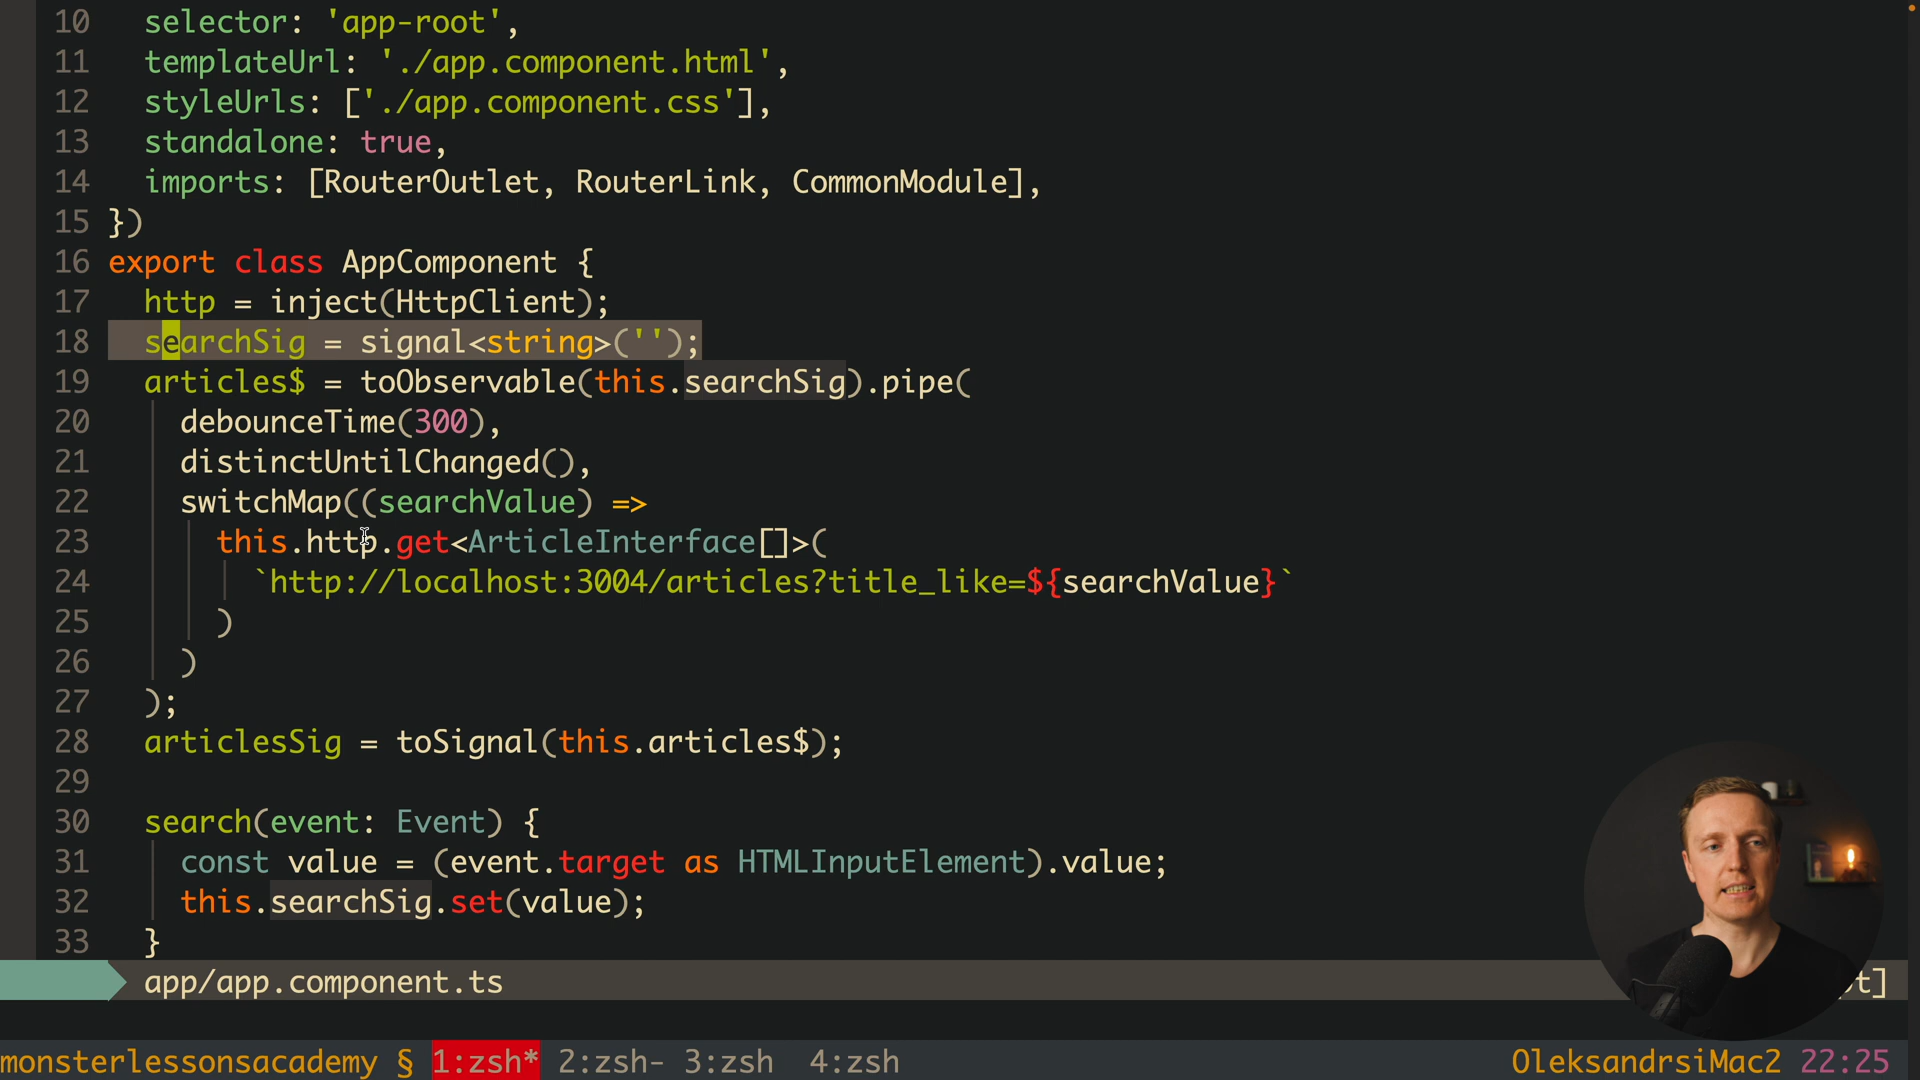 10 selector: 'app-root',
11 templateUrl: './app.component.html',
12 styleUrls: ['./app.component.css'],
13 standalone: true,
14 imports: [RouterOutlet, RouterLink, CommonModule],
15 })
16 export class AppComponent {
17 http = inject(HttpClient);
18 searchSig = signal<string>('');
19 articles$ = toObservable(this.searchSig).pipe(
20 debounceTime(300),
21 distinctUntilChanged(),
22 switchMap((searchValue) =>
23 this.http.get<ArticleInterface[]>(
24 `http://localhost:3004/articles?title_like=${searchValue}`
25 )
26 )
27 );
28 articlesSig = toSignal(this.articles$);
29
30 search(event: Event) {
31 const value = (event.target as HTMLInputElement).value;
32 this.searchSig.set(value);
33 }
app/app.component.ts
monsterlessonsacademy § 1:zsh* 2:zsh- 3:zsh 4:zsh OleksandrsiMac2 22:25